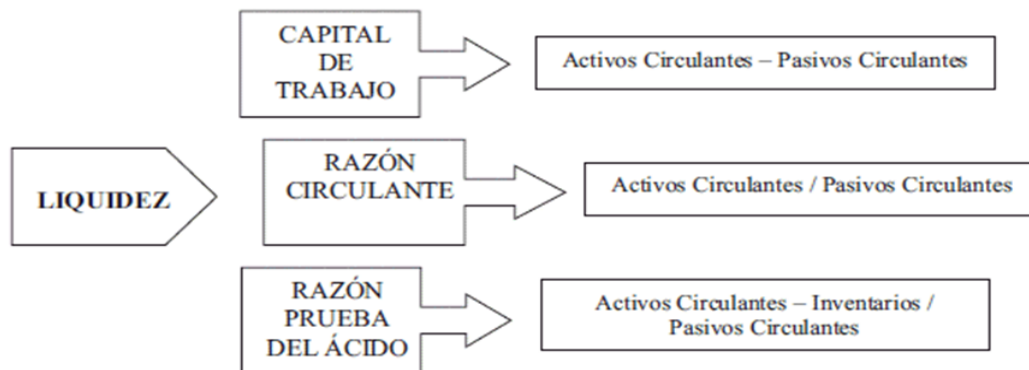 CAPITAL
DE
TRABAJO
Activos Circulantes – Pasivos Circulantes
LIQUIDEZ
RAZÓN
CIRCULANTE
Activos Circulantes / Pasivos Circulantes
RAZÓN
PRUEBA
DEL ÁCIDO
Activos Circulantes – Inventarios /
Pasivos Circulantes